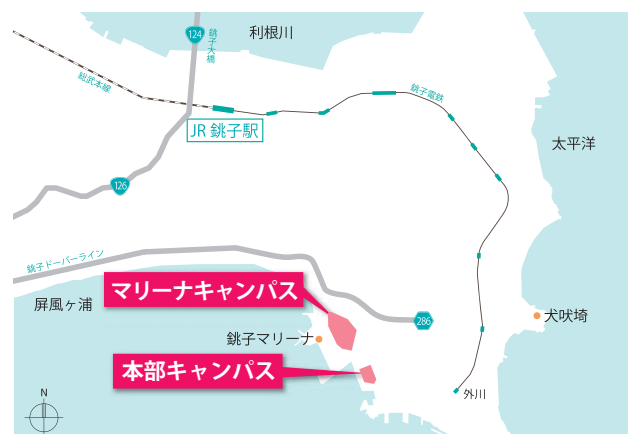 124
利根川
銚子大橋
総武本線
銚子電鉄
JR 銚子駅
太平洋
126
銚子ドーバーライン
マリーナキャンパス
屏風ヶ浦
286
犬吠埼
銚子マリーナ
本部キャンパス
外川
N